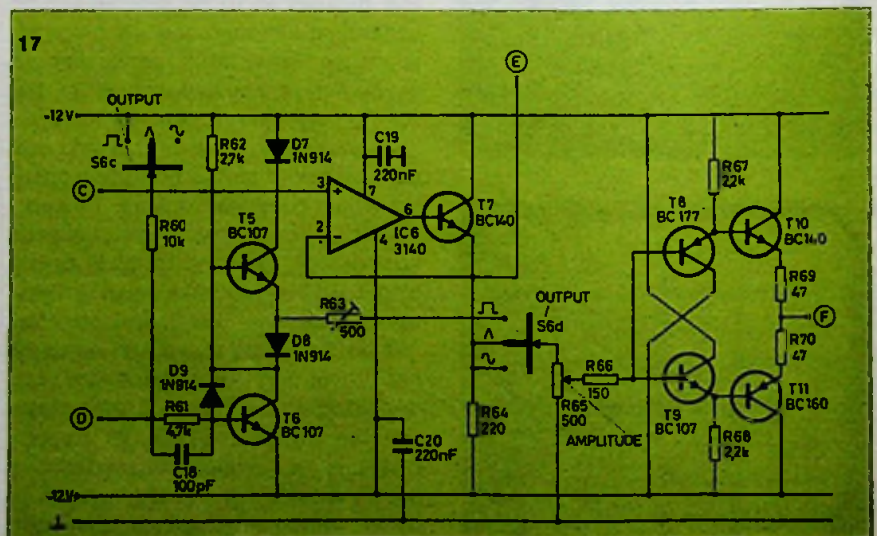 17
E
OUTPUT
-12V
S6c
R62
2,7k
D7
1N914
C19
220nF
C
R60
10k
T5
BC107
3
+
7
2
-
6
4
IC6
3140
T7
BC140
R67
2,2k
T8
BC177
T10
BC140
R63
500
OUTPUT
S6d
R69
47
F
R70
47
D8
1N914
D9
1N914
D
R61
4,7k
C18
100pF
T6
BC107
C20
220nF
R64
220
R65
500
R66
150
AMPLITUDE
T9
BC107
R68
2,2k
T11
BC160
-12V